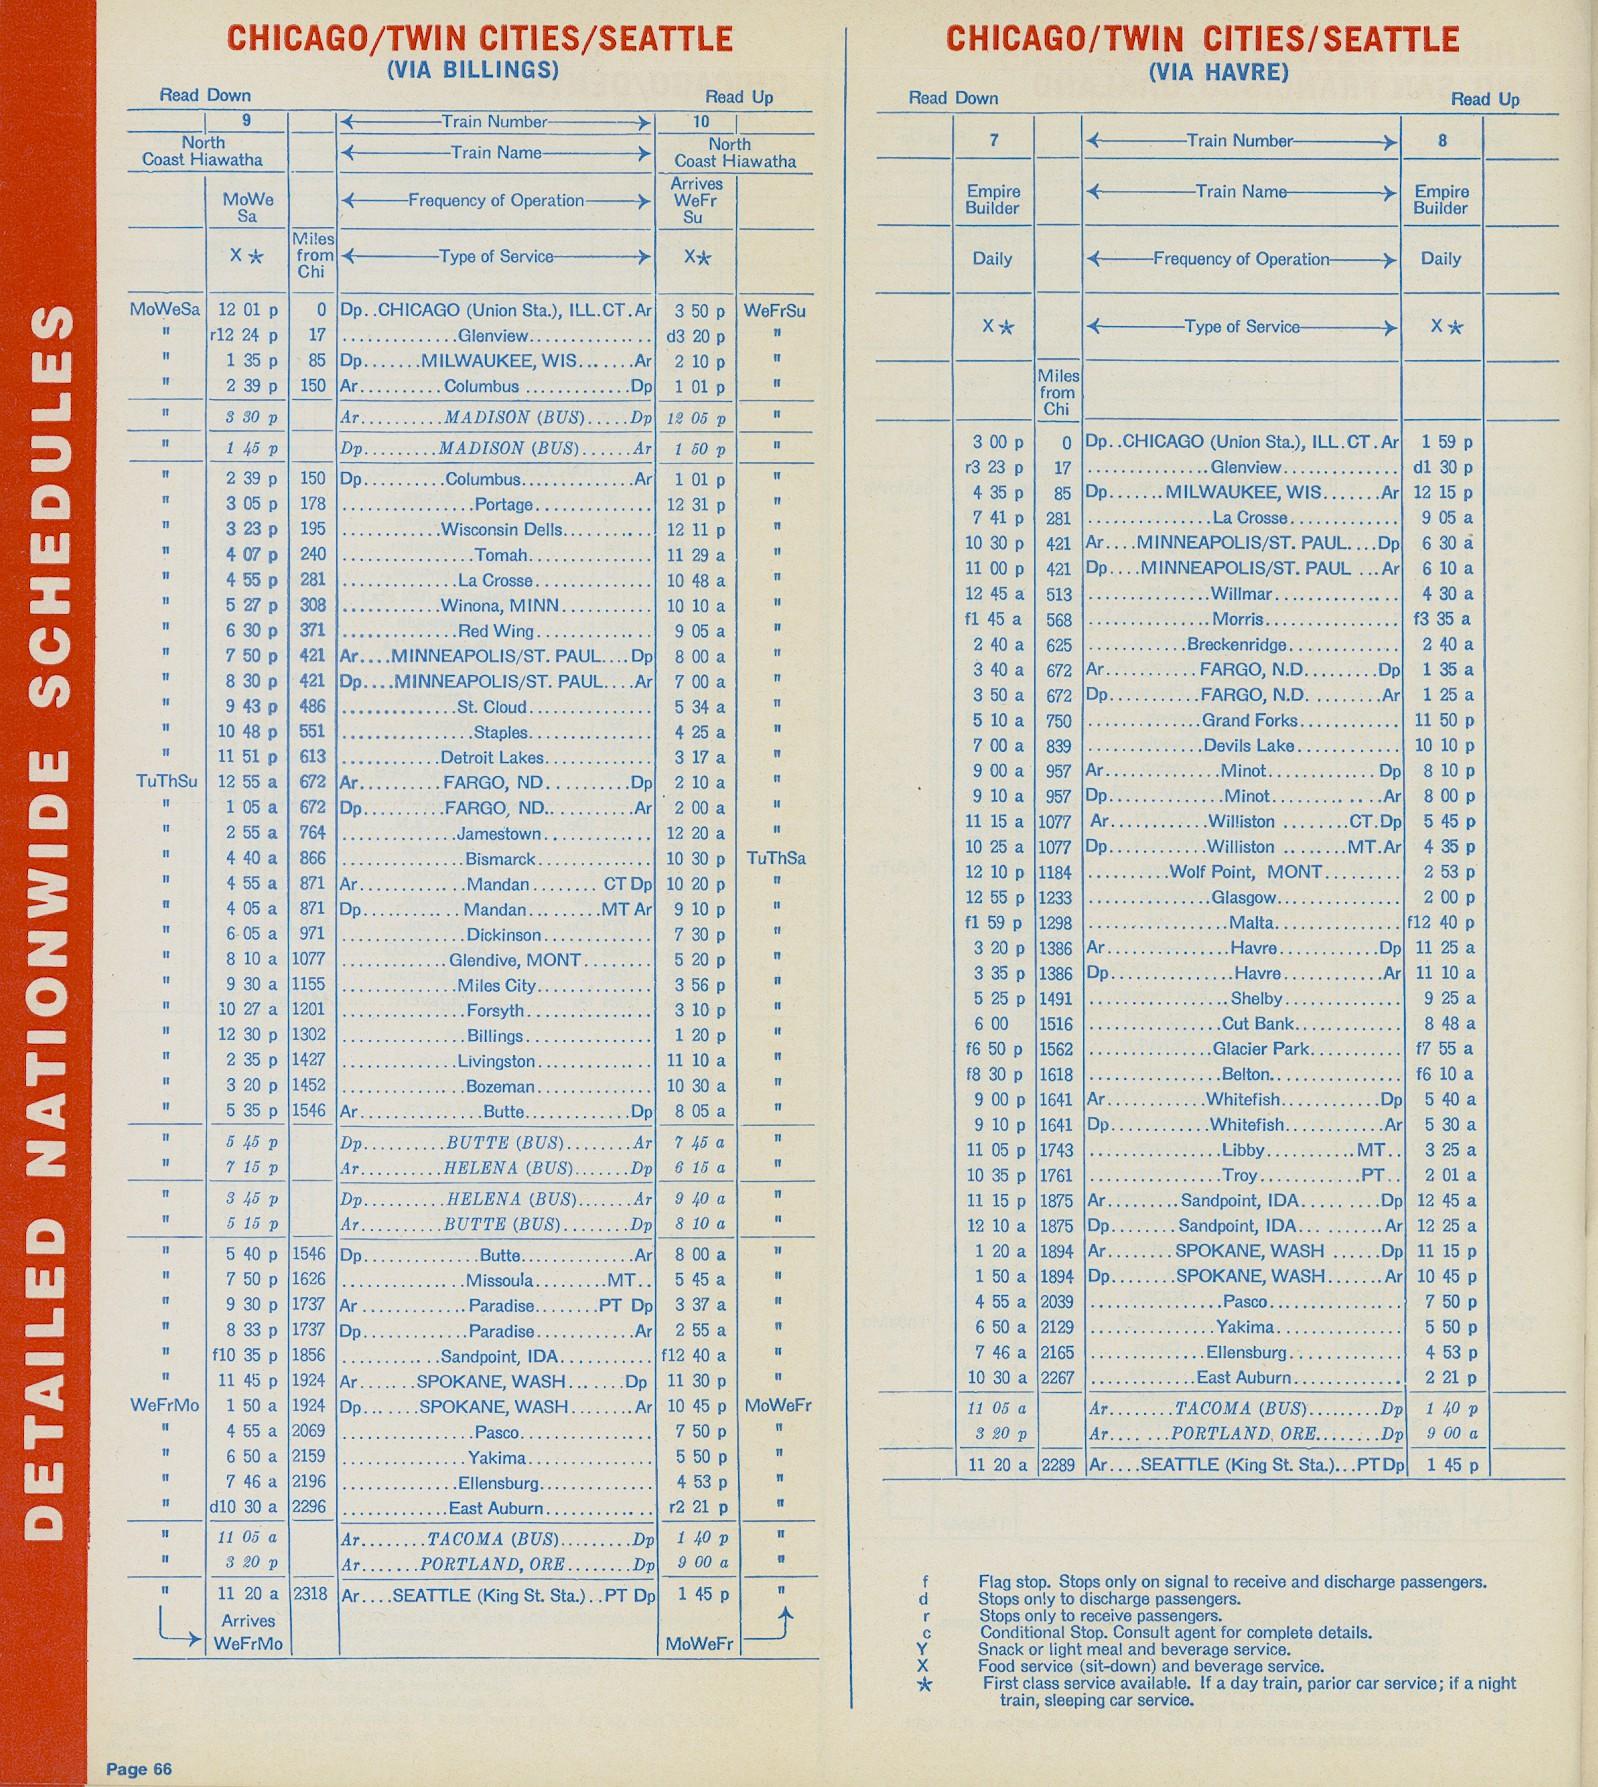 DETAILED NATIONWIDE SCHEDULES
CHICAGO/TWIN CITIES/SEATTLE
(VIA BILLINGS)
Read Down Read Up
9 Train Number 10
North Coast Hiawatha Train Name North Coast Hiawatha
MoWe Sa Frequency of Operation Arrives WeFr Su
X★ Miles from Chi Type of Service X★
MoWeSa 12 01 p 0 Dp..CHICAGO (Union Sta.), ILL.CT.Ar 3 50 p WeFrSu
" r12 24 p 17 Glenview d3 20 p "
" 1 35 p 85 Dp.......MILWAUKEE, WIS.......Ar 2 10 p "
" 2 39 p 150 Ar..........Columbus.............Dp 1 01 p "
" 3 30 p Ar..........MADISON (BUS).....Dp 12 05 p "
" 1 45 p Dp.........MADISON (BUS)......Ar 1 50 p "
" 2 39 p 150 Dp..........Columbus.............Ar 1 01 p "
" 3 05 p 178 Portage 12 31 p "
" 3 23 p 195 Wisconsin Dells 12 11 p "
" 4 07 p 240 Tomah 11 29 a "
" 4 55 p 281 La Crosse 10 48 a "
" 5 27 p 308 Winona, MINN 10 10 a "
" 6 30 p 371 Red Wing 9 05 a "
" 7 50 p 421 Ar....MINNEAPOLIS/ST. PAUL....Dp 8 00 a "
" 8 30 p 421 Dp....MINNEAPOLIS/ST. PAUL....Ar 7 00 a "
" 9 43 p 486 St. Cloud 5 34 a "
" 10 48 p 551 Staples 4 25 a "
" 11 51 p 613 Detroit Lakes 3 17 a "
TuThSu 12 55 a 672 Ar..........FARGO, ND..........Dp 2 10 a "
" 1 05 a 672 Dp..........FARGO, ND..........Ar 2 00 a "
" 2 55 a 764 Jamestown 12 20 a "
" 4 40 a 866 Bismarck 10 30 p TuThSa
" 4 55 a 871 Ar............Mandan........CT Dp 10 20 p "
" 4 05 a 871 Dp............Mandan.........MT Ar 9 10 p "
" 6 05 a 971 Dickinson 7 30 p "
" 8 10 a 1077 Glendive, MONT 5 20 p "
" 9 30 a 1155 Miles City 3 56 p "
" 10 27 a 1201 Forsyth 3 10 p "
" 12 30 p 1302 Billings 1 20 p "
" 2 35 p 1427 Livingston 11 10 a "
" 3 20 p 1452 Bozeman 10 30 a "
" 5 35 p 1546 Ar..............Butte............Dp 8 05 a "
" 5 45 p Dp..........BUTTE (BUS)........Ar 7 45 a "
" 7 15 p Ar..........HELENA (BUS).......Dp 6 15 a "
" 3 45 p Dp..........HELENA (BUS).......Ar 9 40 a "
" 5 15 p Ar..........BUTTE (BUS)........Dp 8 10 a "
" 5 40 p 1546 Dp..............Butte............Ar 8 00 a "
" 7 50 p 1626 Missoula.........MT.. 5 45 a "
" 9 30 p 1737 Ar.............Paradise........PT Dp 3 37 a "
" 8 33 p 1737 Dp.............Paradise............Ar 2 55 a "
" f10 35 p 1856 Sandpoint, IDA f12 40 a "
" 11 45 p 1924 Ar.......SPOKANE, WASH.......Dp 11 30 p "
WeFrMo 1 50 a 1924 Dp.......SPOKANE, WASH........Ar 10 45 p MoWeFr
" 4 55 a 2069 Pasco 7 50 p "
" 6 50 a 2159 Yakima 5 50 p "
" 7 46 a 2196 Ellensburg 4 53 p "
" d10 30 a 2296 East Auburn r2 21 p "
" 11 05 a Ar........TACOMA (BUS).........Dp 1 40 p "
" 3 20 p Ar.......PORTLAND, ORE........Dp 9 00 a "
" 11 20 a 2318 Ar....SEATTLE (King St. Sta.)..PT Dp 1 45 p "
Arrives WeFrMo MoWeFr
CHICAGO/TWIN CITIES/SEATTLE
(VIA HAVRE)
Read Down Read Up
7 Train Number 8
Empire Builder Train Name Empire Builder
Daily Frequency of Operation Daily
X★ Type of Service X★
Miles from Chi
3 00 p 0 Dp..CHICAGO (Union Sta.), ILL.CT.Ar 1 59 p
r3 23 p 17 Glenview d1 30 p
4 35 p 85 Dp.......MILWAUKEE, WIS.......Ar 12 15 p
7 41 p 281 La Crosse 9 05 a
10 30 p 421 Ar....MINNEAPOLIS/ST. PAUL....Dp 6 30 a
11 00 p 421 Dp....MINNEAPOLIS/ST. PAUL ...Ar 6 10 a
12 45 a 513 Willmar 4 30 a
f1 45 a 568 Morris f3 35 a
2 40 a 625 Breckenridge 2 40 a
3 40 a 672 Ar...........FARGO, N.D.........Dp 1 35 a
3 50 a 672 Dp...........FARGO, N.D.........Ar 1 25 a
5 10 a 750 Grand Forks 11 50 p
7 00 a 839 Devils Lake 10 10 p
9 00 a 957 Ar.............Minot.............Dp 8 10 p
9 10 a 957 Dp.............Minot.............Ar 8 00 p
11 15 a 1077 Ar............Williston........CT.Dp 5 45 p
10 25 a 1077 Dp............Williston........MT.Ar 4 35 p
12 10 p 1184 Wolf Point, MONT 2 53 p
12 55 p 1233 Glasgow 2 00 p
f1 59 p 1298 Malta f12 40 p
3 20 p 1386 Ar..............Havre............Dp 11 25 a
3 35 p 1386 Dp..............Havre............Ar 11 10 a
5 25 p 1491 Shelby 9 25 a
6 00 1516 Cut Bank 8 48 a
f6 50 p 1562 Glacier Park f7 55 a
f8 30 p 1618 Belton f6 10 a
9 00 p 1641 Ar............Whitefish............Dp 5 40 a
9 10 p 1641 Dp............Whitefish............Ar 5 30 a
11 05 p 1743 Libby...........MT.. 3 25 a
10 35 p 1761 Troy............PT.. 2 01 a
11 15 p 1875 Ar.........Sandpoint, IDA..........Dp 12 45 a
12 10 a 1875 Dp.........Sandpoint, IDA..........Ar 12 25 a
1 20 a 1894 Ar........SPOKANE, WASH ......Dp 11 15 p
1 50 a 1894 Dp........SPOKANE, WASH.......Ar 10 45 p
4 55 a 2039 Pasco 7 50 p
6 50 a 2129 Yakima 5 50 p
7 46 a 2165 Ellensburg 4 53 p
10 30 a 2267 East Auburn 2 21 p
11 05 a Ar........TACOMA (BUS).........Dp 1 40 p
3 20 p Ar.......PORTLAND, ORE........Dp 9 00 a
11 20 a 2289 Ar....SEATTLE (King St. Sta.)...PT Dp 1 45 p
f Flag stop. Stops only on signal to receive and discharge passengers.
d Stops only to discharge passengers.
r Stops only to receive passengers.
c Conditional Stop. Consult agent for complete details.
Y Snack or light meal and beverage service.
X Food service (sit-down) and beverage service.
★ First class service available. If a day train, parior car service; if a night
train, sleeping car service.
Page 66